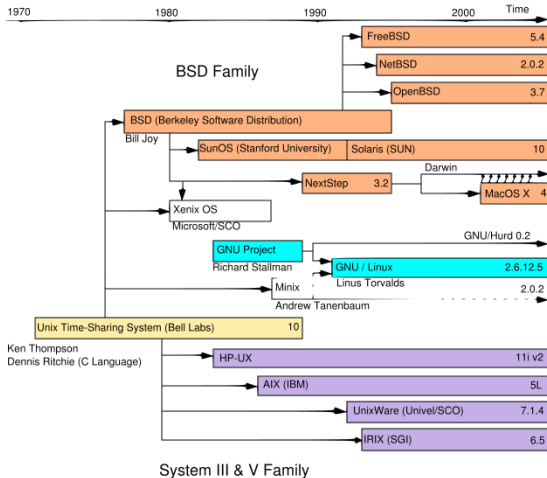 1970 1980 1990 2000 Time
FreeBSD 5.4
NetBSD 2.0.2
BSD Family
OpenBSD 3.7
BSD (Berkeley Software Distribution)
Bill Joy
SunOS (Stanford University) Solaris (SUN) 10
Darwin
NextStep 3.2
MacOS X 4
Xenix OS
Microsoft/SCO
GNU/Hurd 0.2
GNU Project
Richard Stallman
GNU / Linux 2.6.12.5
Linus Torvalds
Minix 2.0.2
Andrew Tanenbaum
Unix Time-Sharing System (Bell Labs) 10
Ken Thompson
Dennis Ritchie (C Language)
HP-UX 11i v2
AIX (IBM) 5L
UnixWare (Univel/SCO) 7.1.4
IRIX (SGI) 6.5
System III & V Family